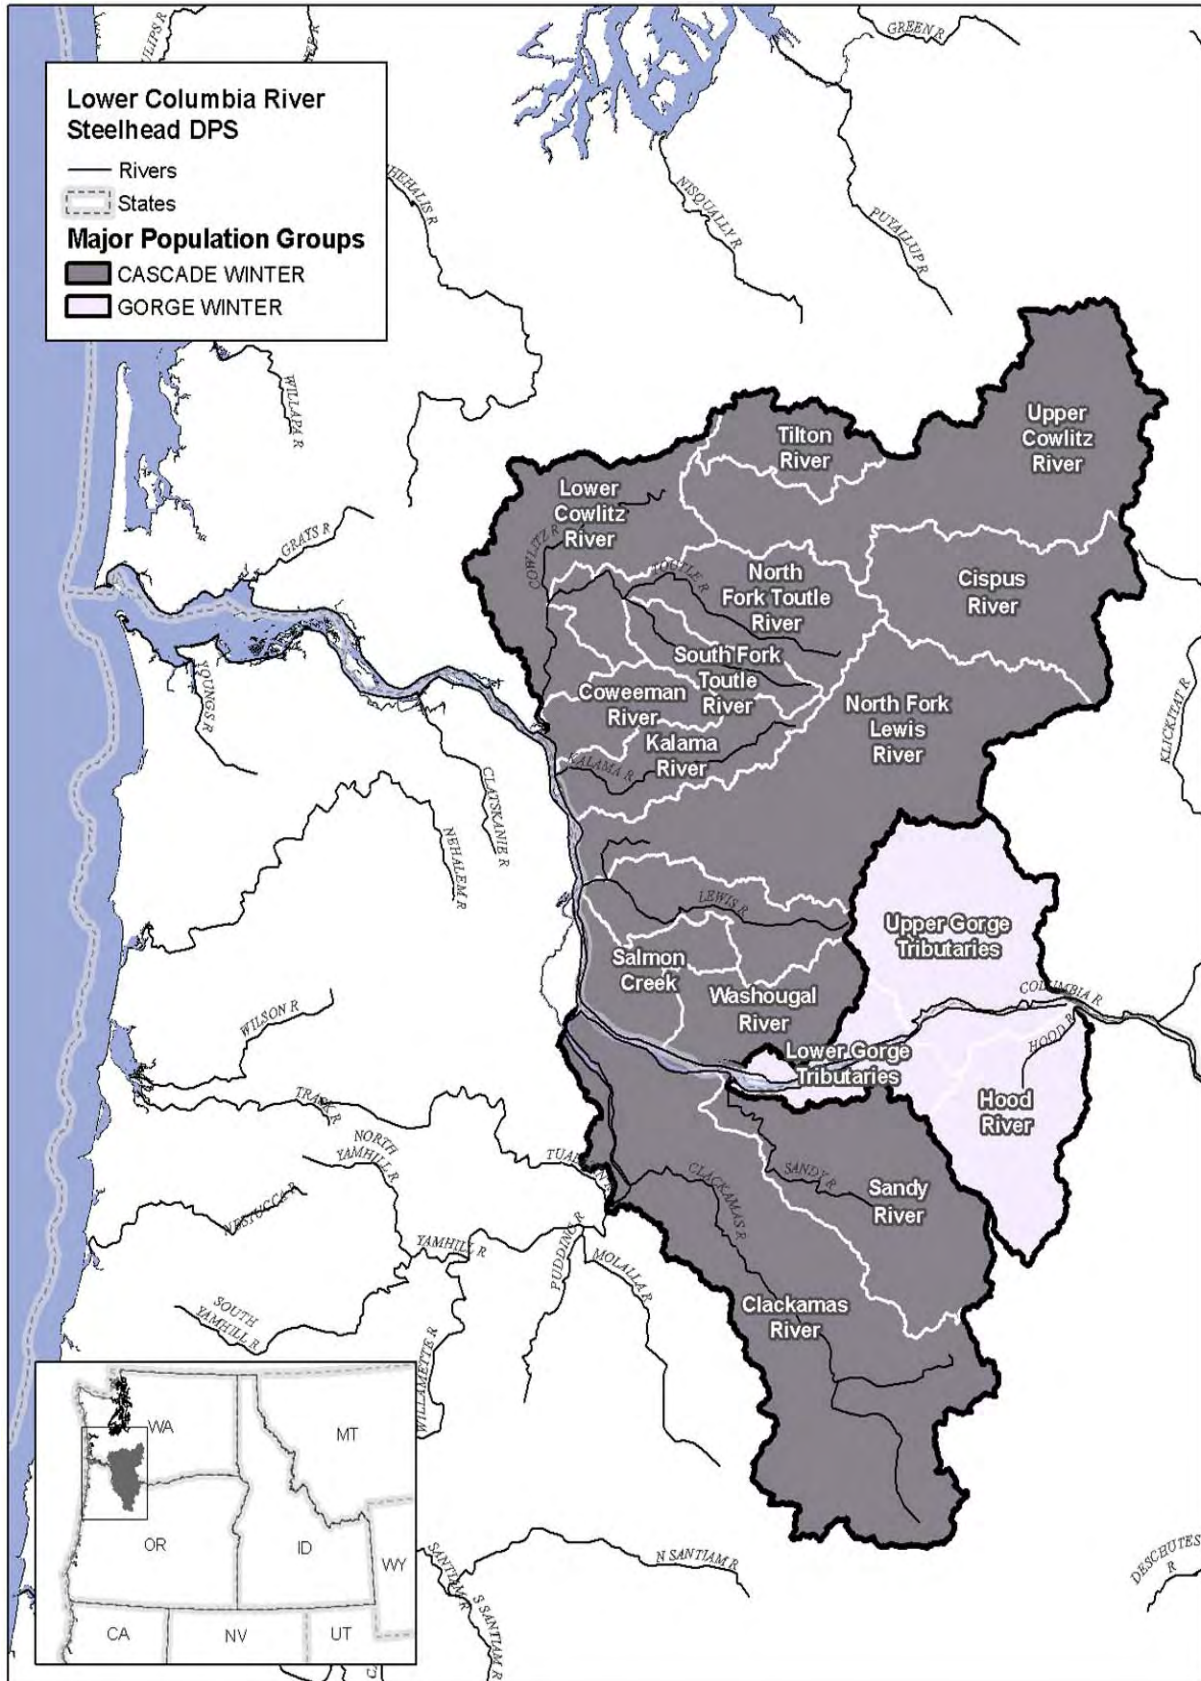 GREEN R
Lower Columbia River
Steelhead DPS
Rivers
States
Major Population Groups
CASCADE WINTER
GORGE WINTER
NISQUALLY R
PUYALLUP R
WILLAPA R
Upper
Cowlitz
River
Tilton
River
Lower
Cowlitz
River
COWLITZ R
GRAYS R
North
Fork Toutle
River
Cispus
River
South Fork
Toutle
River
Coweeman
River
North Fork
Lewis
River
Kalama
River
KALAMA R
YOUNGS R
CLATSKANIE R
NEHALEM R
KLICKITAT R
LEWIS R
Upper Gorge
Tributaries
Salmon
Creek
Washougal
River
COLUMBIA R
WILSON R
Lower Gorge
Tributaries
HOOD R
Hood
River
TRASK R
NORTH
YAMHILL R
CLACKAMAS R
SANDY R
Sandy
River
NESTUCCA R
YAMHILL R
PUDDING R
MOLALLA R
SOUTH
YAMHILL R
Clackamas
River
WILLAMETTE R
WA
MT
OR
ID
WY
CA
NV
UT
SANTIAM R
N SANTIAM R
S SANTIAM R
DESCHUTES
R